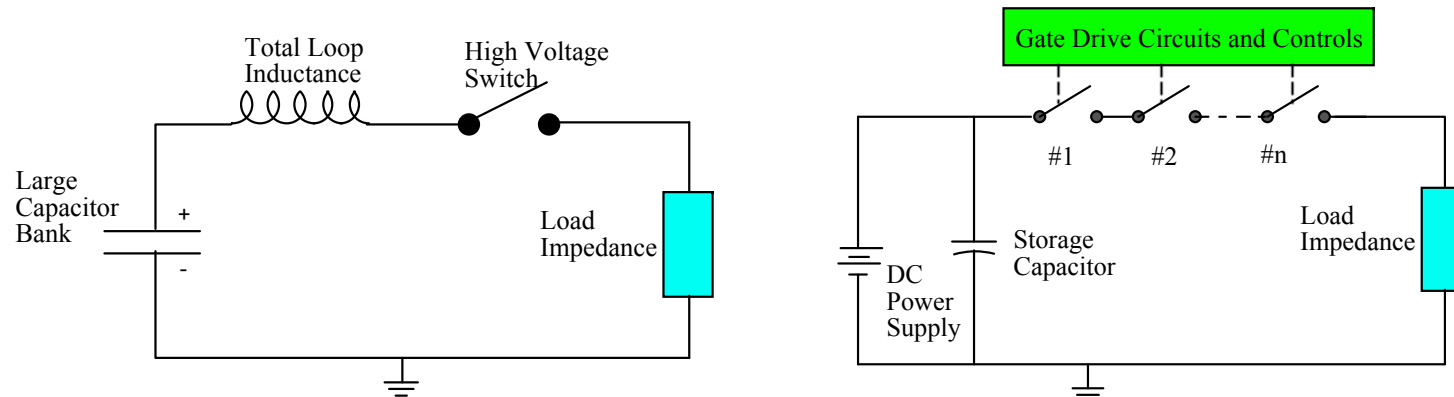 Total Loop
Inductance
High Voltage
Switch
Large
Capacitor
Bank
+
-
Load
Impedance
Gate Drive Circuits and Controls
#1
#2
#n
DC
Power
Supply
Storage
Capacitor
Load
Impedance